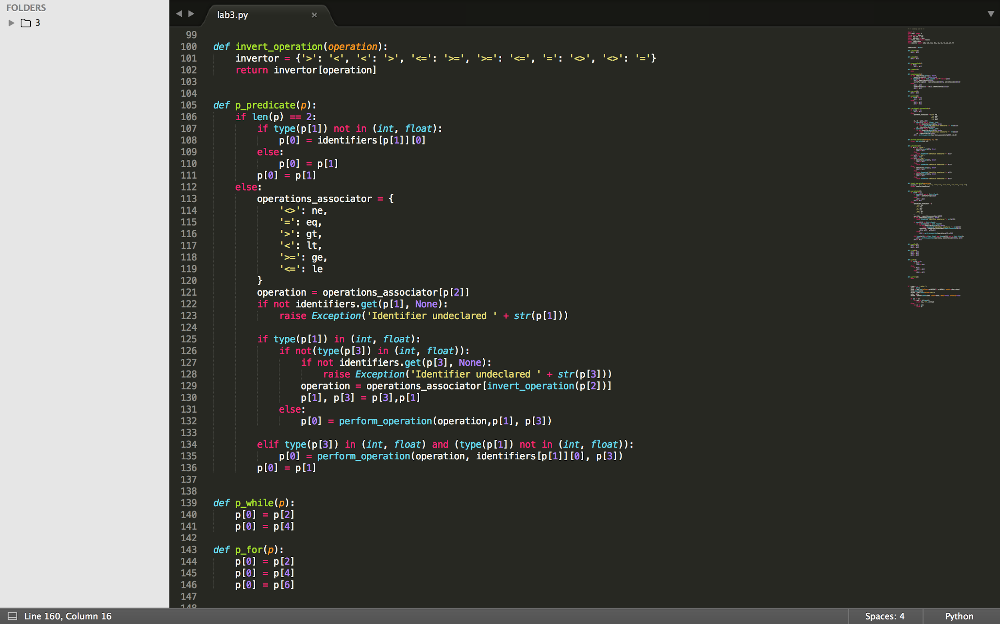 FOLDERS
3
lab3.py
99
100 def invert_operation(operation):
101     invertor = {'>': '<', '<': '>', '<=': '>=', '>=': '<=', '=': '<>', '<>': '='}
102     return invertor[operation]
103
104
105 def p_predicate(p):
106     if len(p) == 2:
107         if type(p[1]) not in (int, float):
108             p[0] = identifiers[p[1]][0]
109         else:
110             p[0] = p[1]
111         p[0] = p[1]
112     else:
113         operations_associator = {
114             '<>': ne,
115             '=': eq,
116             '>': gt,
117             '<': lt,
118             '>=': ge,
119             '<=': le
120         }
121         operation = operations_associator[p[2]]
122         if not identifiers.get(p[1], None):
123             raise Exception('Identifier undeclared ' + str(p[1]))
124
125         if type(p[1]) in (int, float):
126             if not(type(p[3]) in (int, float)):
127                 if not identifiers.get(p[3], None):
128                     raise Exception('Identifier undeclared ' + str(p[3]))
129                 operation = operations_associator[invert_operation(p[2])]
130                 p[1], p[3] = p[3],p[1]
131             else:
132                 p[0] = perform_operation(operation,p[1], p[3])
133
134         elif type(p[3]) in (int, float) and (type(p[1]) not in (int, float)):
135             p[0] = perform_operation(operation, identifiers[p[1]][0], p[3])
136         p[0] = p[1]
137
138
139 def p_while(p):
140     p[0] = p[2]
141     p[0] = p[4]
142
143 def p_for(p):
144     p[0] = p[2]
145     p[0] = p[4]
146     p[0] = p[6]
147
148
Line 160, Column 16
Spaces: 4
Python